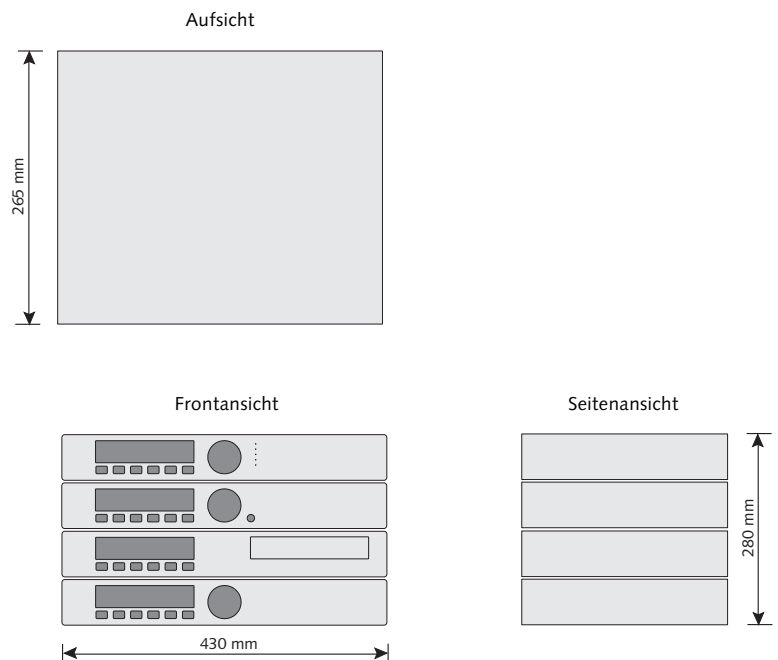 Aufsicht
265 mm
Frontansicht
Seitenansicht
280 mm
430 mm